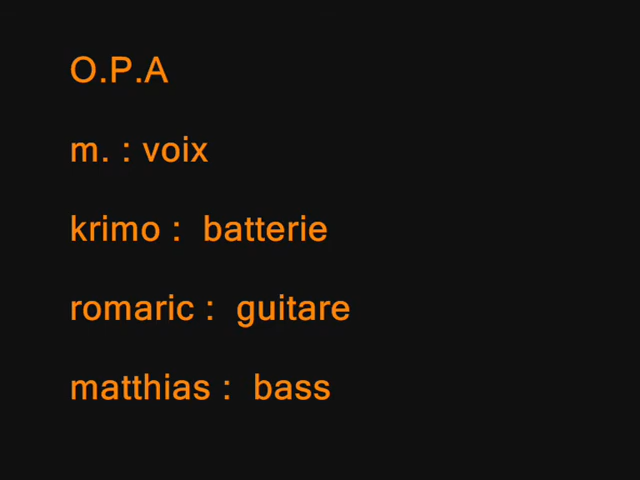 O.P.A
m. : voix
krimo :  batterie
romaric :  guitare
matthias :  bass